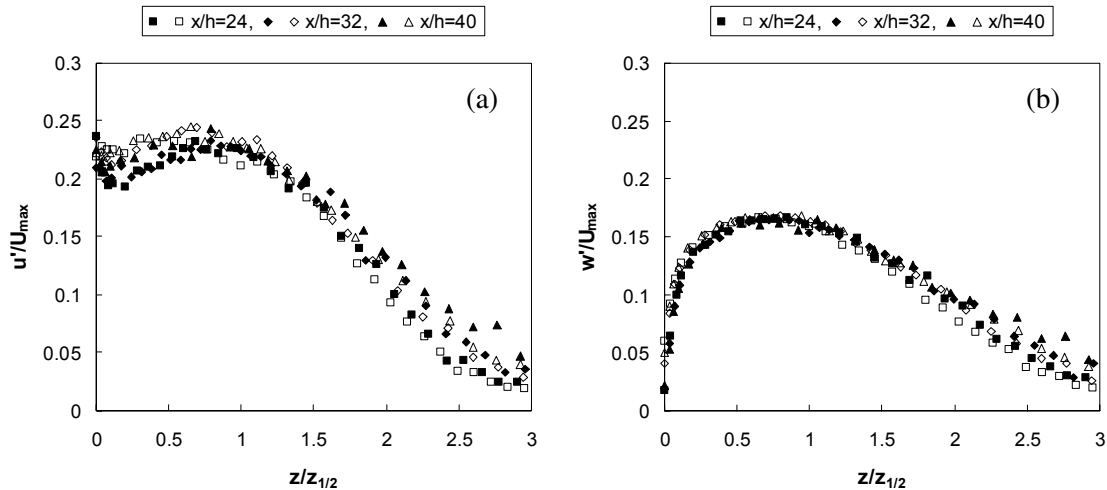 ■ □ x/h=24, ◆ ◇ x/h=32, ▲ △ x/h=40
(a)
0.3
0.25
0.2
0.15
0.1
0.05
0
u'/Umax
0 0.5 1 1.5 2 2.5 3
z/z1/2
■ □ x/h=24, ◆ ◇ x/h=32, ▲ △ x/h=40
(b)
0.3
0.25
0.2
0.15
0.1
0.05
0
w'/Umax
0 0.5 1 1.5 2 2.5 3
z/z1/2